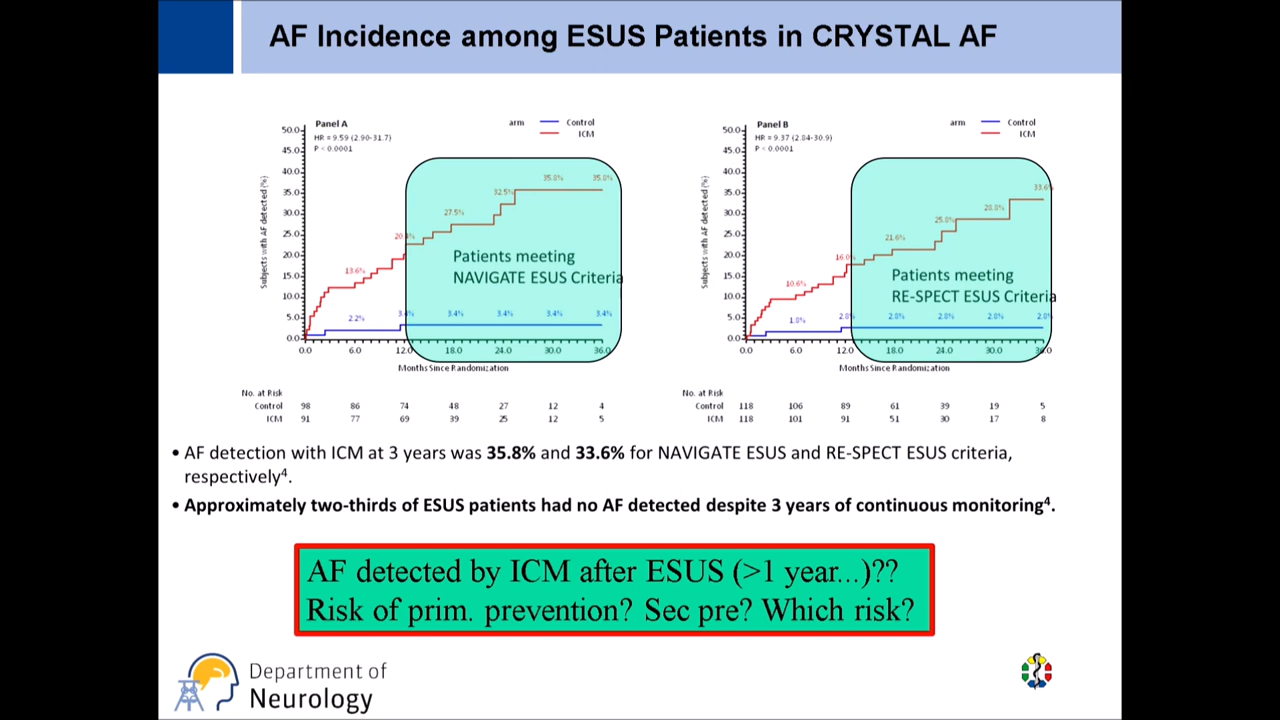 AF Incidence among ESUS Patients in CRYSTAL AF
Panel A
HR = 9.59 (2.90-31.7)
P < 0.0001
arm
Control
ICM
Subjects with AF detected (%)
50.0
45.0
40.0
35.0
30.0
25.0
20.0
15.0
10.0
5.0
0.0
13.6%
27.5%
32.5%
35.8%
35.8%
2.2%
3.4%
3.4%
3.4%
3.4%
Patients meeting
NAVIGATE ESUS Criteria
0.0 6.0 12.0 18.0 24.0 30.0 36.0
Months Since Randomization
No. at Risk
Control 98 86 74 48 27 12 4
ICM 91 77 69 39 25 12 5
Panel B
HR = 9.37 (2.84-30.9)
P < 0.0001
arm
Control
ICM
Subjects with AF detected (%)
50.0
45.0
40.0
35.0
30.0
25.0
20.0
15.0
10.0
5.0
0.0
10.6%
16.0%
21.6%
25.8%
28.8%
33.6%
1.8%
2.8%
2.8%
2.8%
2.8%
2.8%
Patients meeting
RE-SPECT ESUS Criteria
0.0 6.0 12.0 18.0 24.0 30.0 36.0
Months Since Randomization
No. at Risk
Control 118 106 89 61 39 19 5
ICM 118 101 91 51 30 17 8
• AF detection with ICM at 3 years was 35.8% and 33.6% for NAVIGATE ESUS and RE-SPECT ESUS criteria,
respectively⁴.
• Approximately two-thirds of ESUS patients had no AF detected despite 3 years of continuous monitoring⁴.
AF detected by ICM after ESUS (>1 year...)??
Risk of prim. prevention? Sec pre? Which risk?
Department of
Neurology